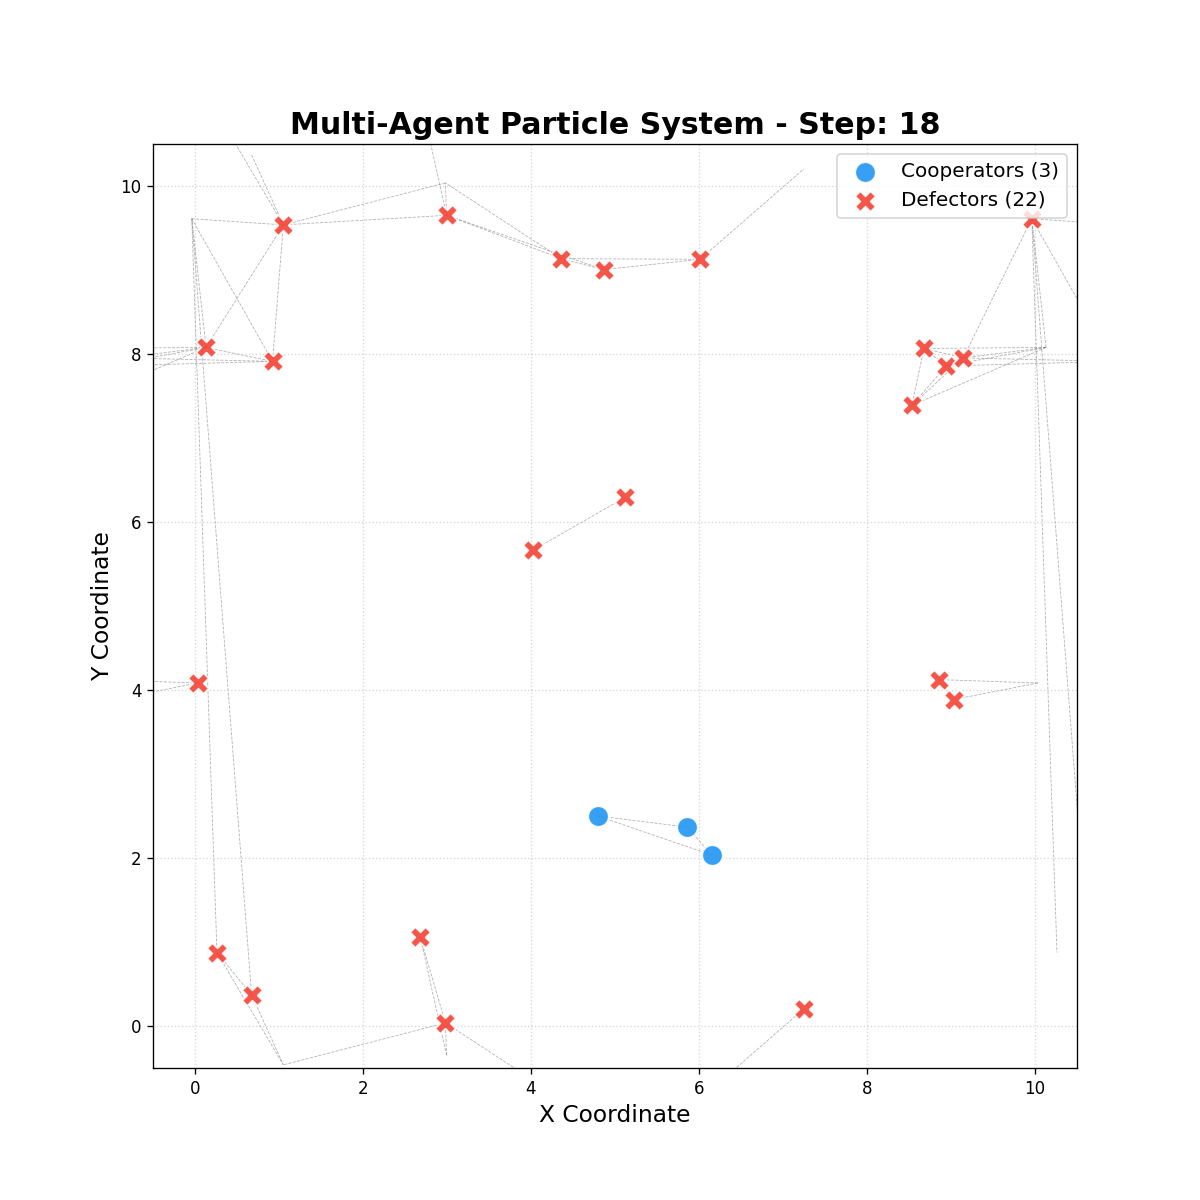 Multi-Agent Particle System - Step: 18
Cooperators (3)
Defectors (22)
Y Coordinate
10
8
6
4
2
0
0 2 4 6 8 10
X Coordinate